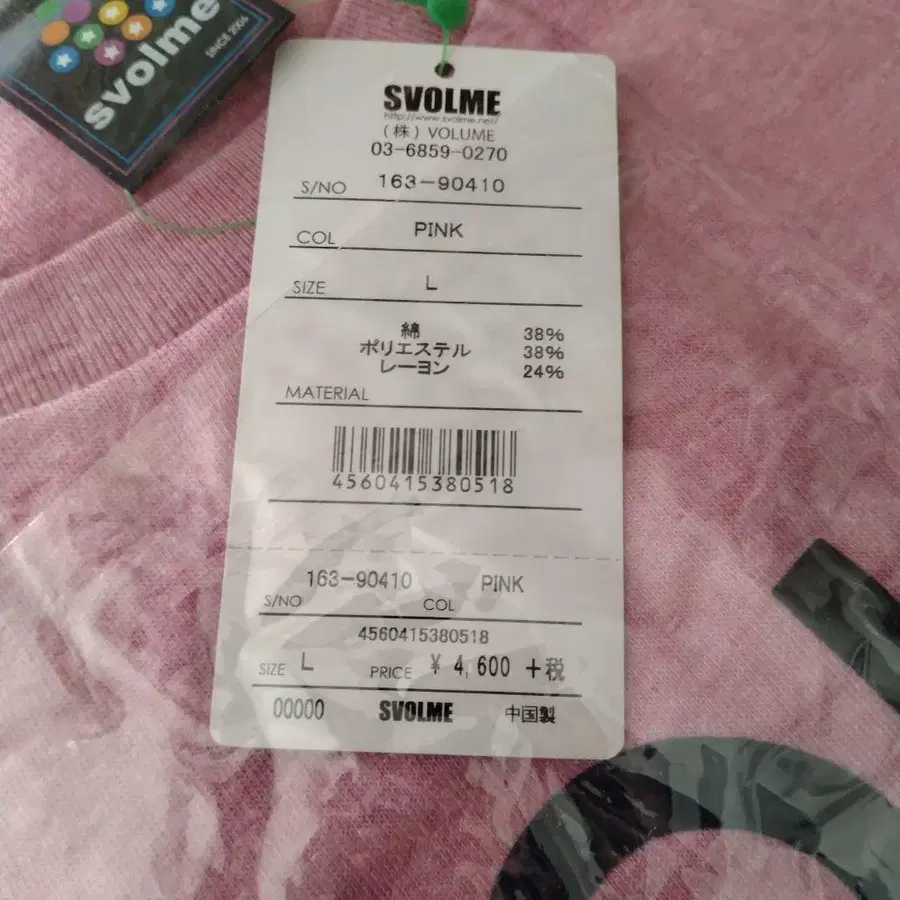 svolme
SINCE 2006
SVOLME
http://www.svolme.net/
(株) VOLUME
03-6859-0270
S/NO 163-90410
COL PINK
SIZE L
綿 38%
ポリエステル 38%
レーヨン 24%
MATERIAL
4560415380518
163-90410 PINK
S/NO COL
4560415380518
SIZE L PRICE ¥ 4,600 +税
00000 SVOLME 中国製